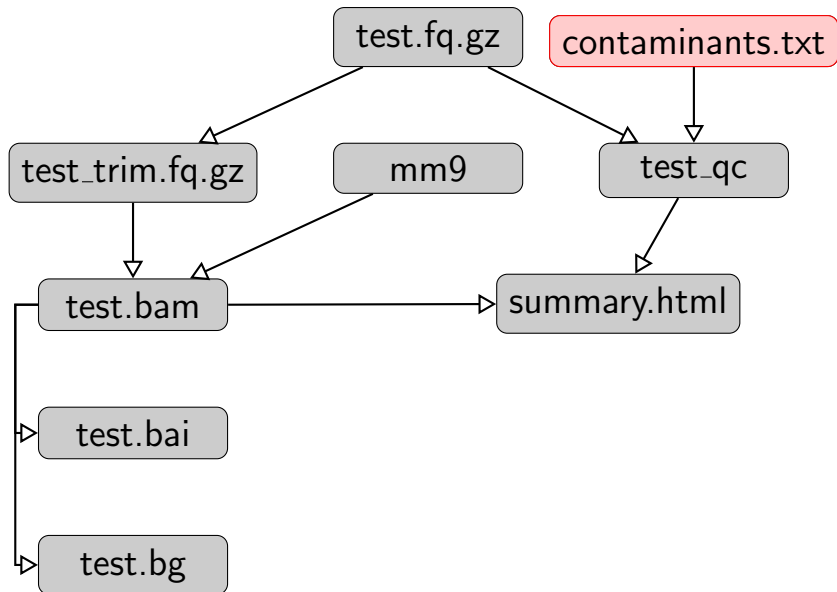 test.fq.gz
contaminants.txt
test_trim.fq.gz
mm9
test_qc
test.bam
summary.html
test.bai
test.bg